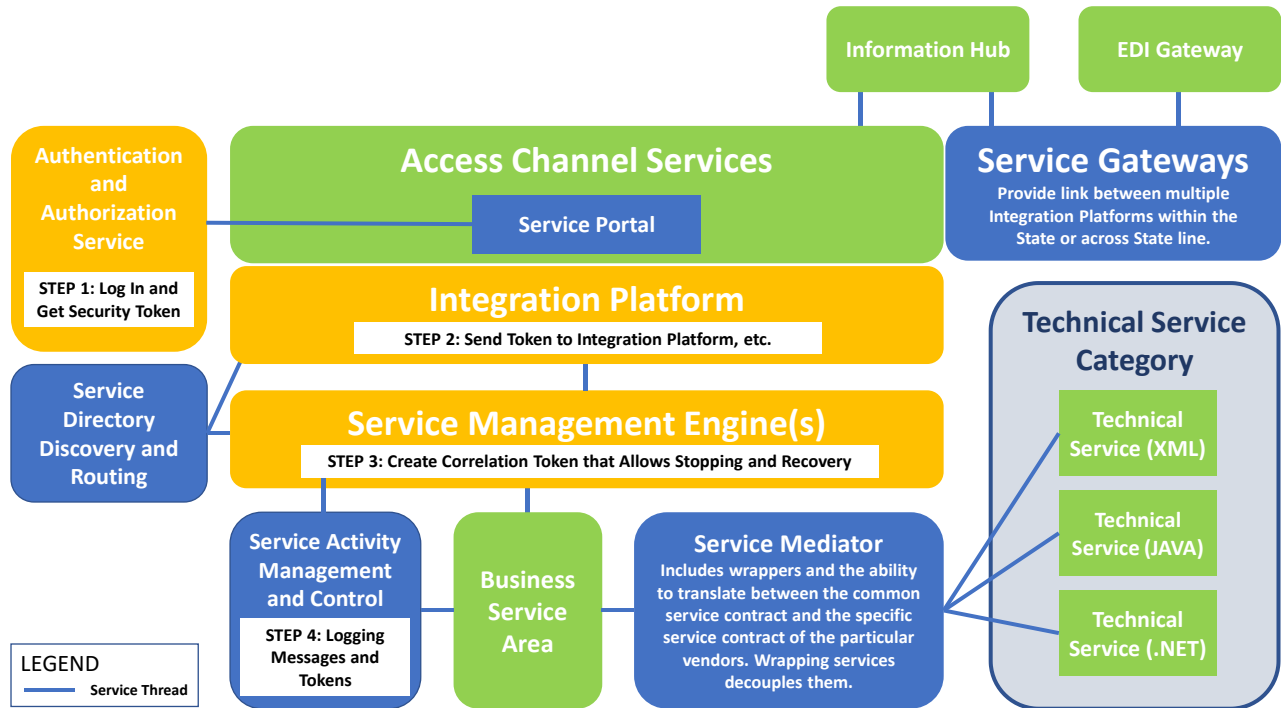 Information Hub
EDI Gateway
Authentication
and
Authorization
Service
STEP 1: Log In and
Get Security Token
Access Channel Services
Service Portal
Service Gateways
Provide link between multiple
Integration Platforms within the
State or across State line.
Integration Platform
STEP 2: Send Token to Integration Platform, etc.
Service
Directory
Discovery and
Routing
Service Management Engine(s)
STEP 3: Create Correlation Token that Allows Stopping and Recovery
Technical Service
Category
Technical
Service (XML)
Technical
Service (JAVA)
Technical
Service (.NET)
Service Activity
Management
and Control
STEP 4: Logging
Messages and
Tokens
Business
Service
Area
Service Mediator
Includes wrappers and the ability
to translate between the common
service contract and the specific
service contract of the particular
vendors. Wrapping services
decouples them.
LEGEND
Service Thread